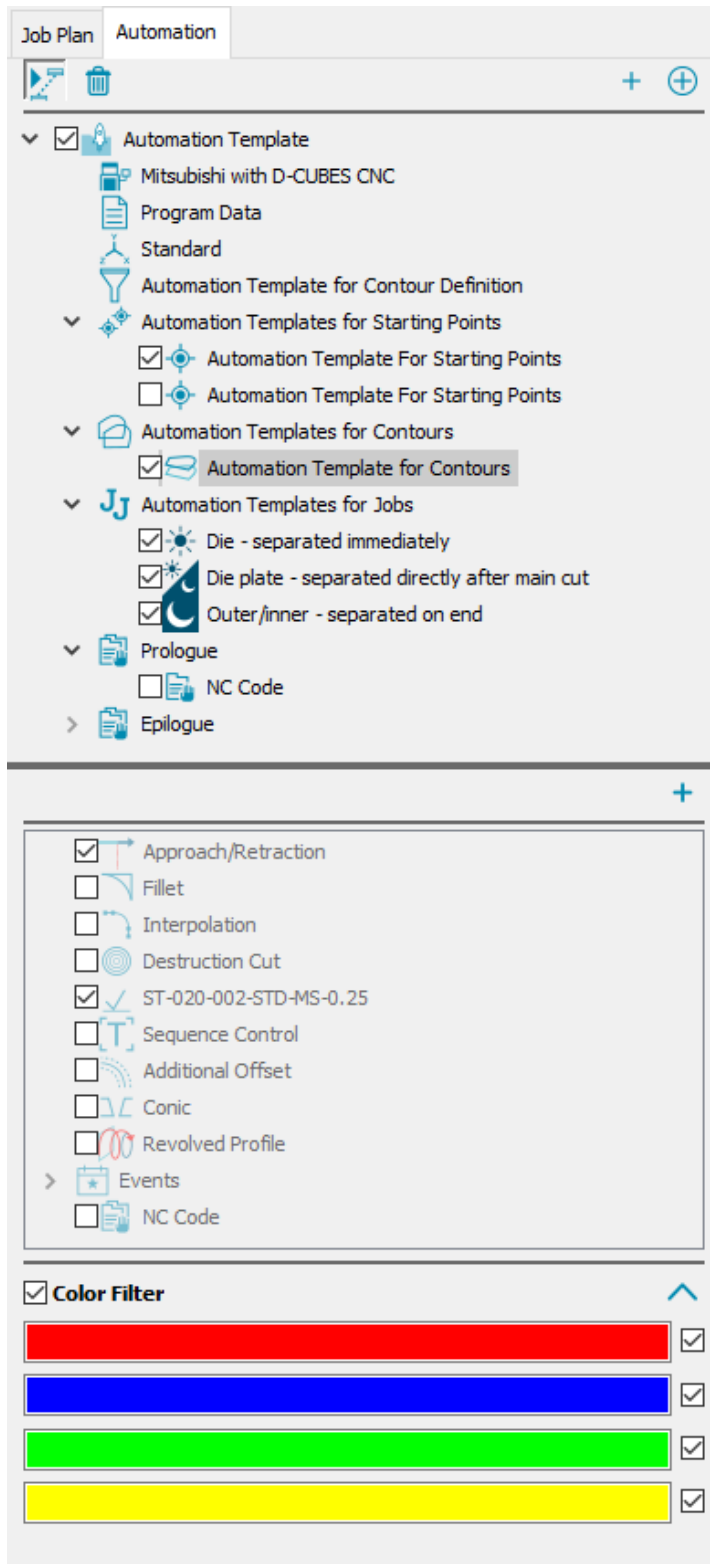 Job Plan
Automation
Automation Template
Mitsubishi with D-CUBES CNC
Program Data
Standard
Automation Template for Contour Definition
Automation Templates for Starting Points
Automation Template For Starting Points
Automation Template For Starting Points
Automation Templates for Contours
Automation Template for Contours
Automation Templates for Jobs
Die - separated immediately
Die plate - separated directly after main cut
Outer/inner - separated on end
Prologue
NC Code
Epilogue
Approach/Retraction
Fillet
Interpolation
Destruction Cut
ST-020-002-STD-MS-0.25
Sequence Control
Additional Offset
Conic
Revolved Profile
Events
NC Code
Color Filter